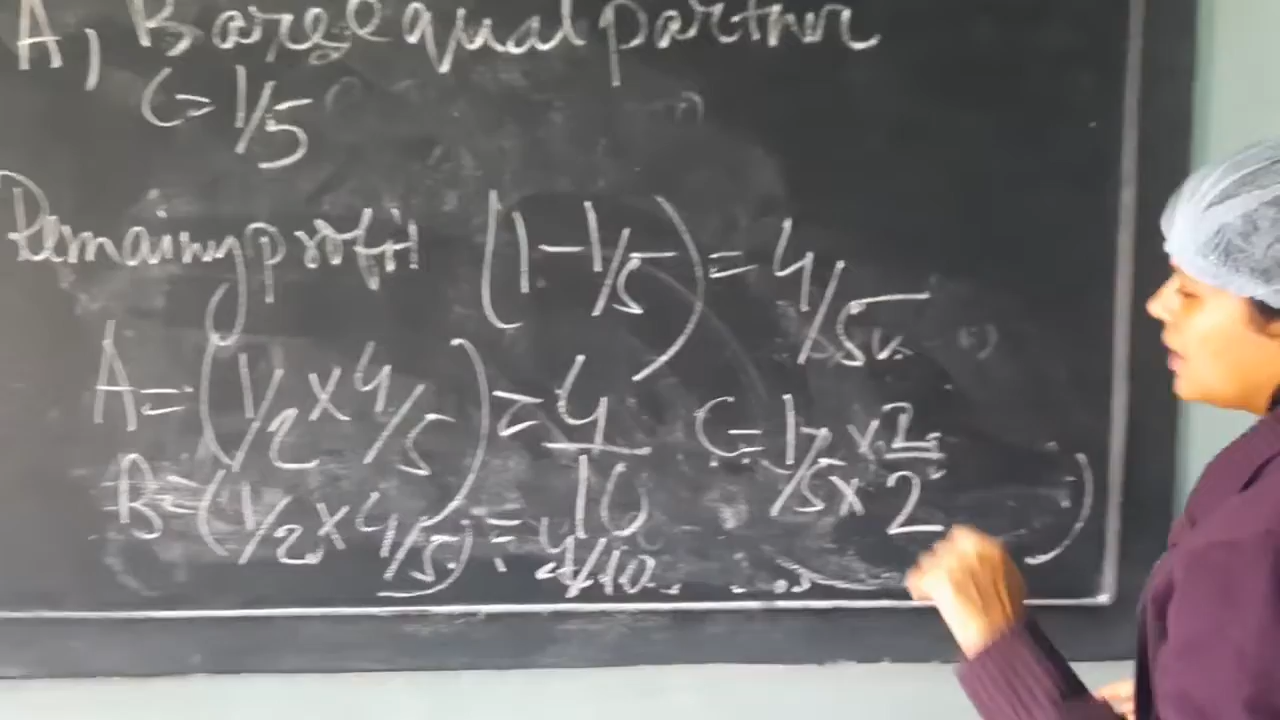 A, B are equal partner
C = 1/5
Remaining profit (1 - 1/5) = 4/5
A = (1/2 x 4/5) = 4/10 C = 1/5 x 2/2
B = (1/2 x 4/5) = 4/10